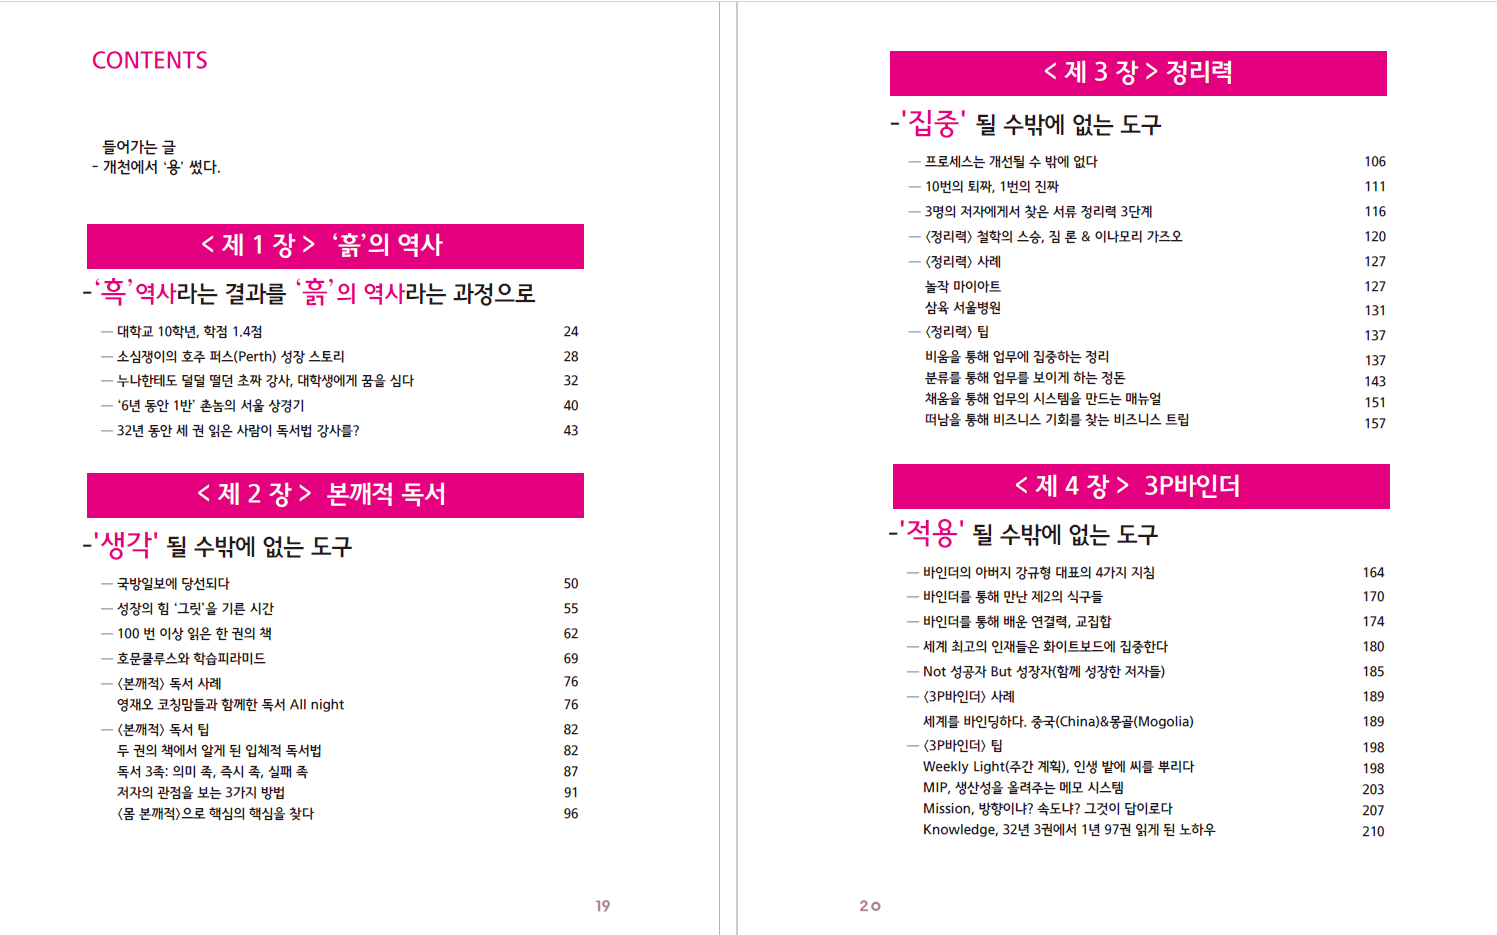 CONTENTS
들어가는 글
- 개천에서 ‘용’ 썼다.
< 제 1 장 > ‘흙’의 역사
-‘흑’역사라는 결과를 ‘흙’의 역사라는 과정으로
— 대학교 10학년, 학점 1.4점 24
— 소심쟁이의 호주 퍼스(Perth) 성장 스토리 28
— 누나한테도 덜덜 떨던 초짜 강사, 대학생에게 꿈을 심다 32
— ‘6년 동안 1반’ 촌놈의 서울 상경기 40
— 32년 동안 세 권 읽은 사람이 독서법 강사를? 43
< 제 2 장 > 본깨적 독서
-'생각' 될 수밖에 없는 도구
— 국방일보에 당선되다 50
— 성장의 힘 ‘그릿’을 기른 시간 55
— 100 번 이상 읽은 한 권의 책 62
— 호문쿨루스와 학습피라미드 69
— 〈본깨적〉 독서 사례 76
영재오 코칭맘들과 함께한 독서 All night 76
— 〈본깨적〉 독서 팁 82
두 권의 책에서 알게 된 입체적 독서법 82
독서 3족: 의미 족, 즉시 족, 실패 족 87
저자의 관점을 보는 3가지 방법 91
〈몸 본깨적〉으로 핵심의 핵심을 찾다 96
19
< 제 3 장 > 정리력
-'집중' 될 수밖에 없는 도구
— 프로세스는 개선될 수 밖에 없다 106
— 10번의 퇴짜, 1번의 진짜 111
— 3명의 저자에게서 찾은 서류 정리력 3단계 116
— 〈정리력〉 철학의 스승, 짐 론 & 이나모리 가즈오 120
— 〈정리력〉 사례 127
놀작 마이아트 127
삼육 서울병원 131
— 〈정리력〉 팁 137
비움을 통해 업무에 집중하는 정리 137
분류를 통해 업무를 보이게 하는 정돈 143
채움을 통해 업무의 시스템을 만드는 매뉴얼 151
떠남을 통해 비즈니스 기회를 찾는 비즈니스 트립 157
< 제 4 장 > 3P바인더
-'적용' 될 수밖에 없는 도구
— 바인더의 아버지 강규형 대표의 4가지 지침 164
— 바인더를 통해 만난 제2의 식구들 170
— 바인더를 통해 배운 연결력, 교집합 174
— 세계 최고의 인재들은 화이트보드에 집중한다 180
— Not 성공자 But 성장자(함께 성장한 저자들) 185
— 〈3P바인더〉 사례 189
세계를 바인딩하다. 중국(China)&몽골(Mogolia) 189
— 〈3P바인더〉 팁 198
Weekly Light(주간 계획), 인생 밭에 씨를 뿌리다 198
MIP, 생산성을 올려주는 메모 시스템 203
Mission, 방향이냐? 속도냐? 그것이 답이로다 207
Knowledge, 32년 3권에서 1년 97권 읽게 된 노하우 210
20